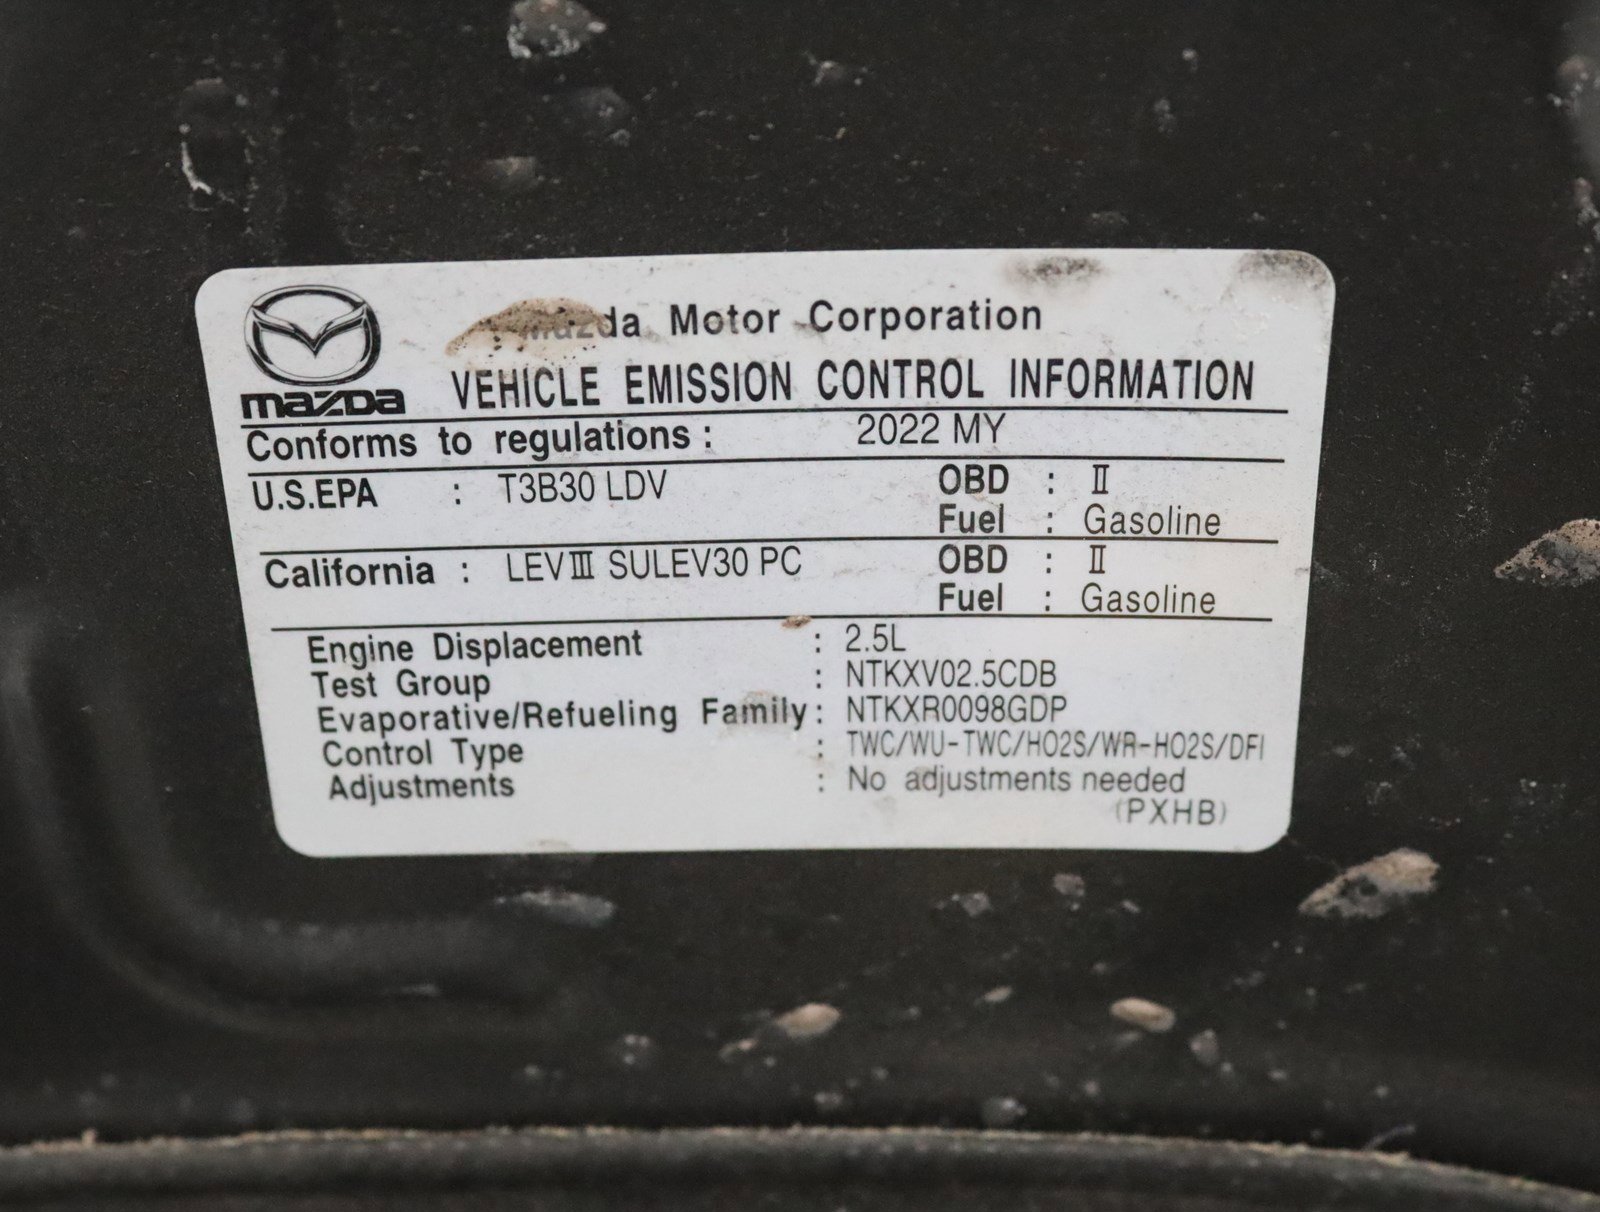 mazda
Mazda Motor Corporation
VEHICLE EMISSION CONTROL INFORMATION
Conforms to regulations : 2022 MY
U.S.EPA : T3B30 LDV OBD : Ⅱ
Fuel : Gasoline
California : LEVⅢ SULEV30 PC OBD : Ⅱ
Fuel : Gasoline
Engine Displacement : 2.5L
Test Group : NTKXV02.5CDB
Evaporative/Refueling Family : NTKXR0098GDP
Control Type : TWC/WU-TWC/HO2S/WR-HO2S/DFI
Adjustments : No adjustments needed
(PXHB)